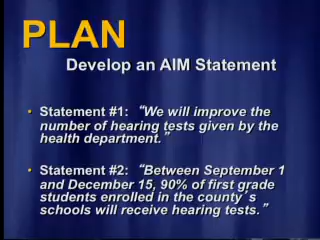 PLAN
Develop an AIM Statement
• Statement #1: “We will improve the
number of hearing tests given by the
health department.”
• Statement #2: “Between September 1
and December 15, 90% of first grade
students enrolled in the county’s
schools will receive hearing tests.”